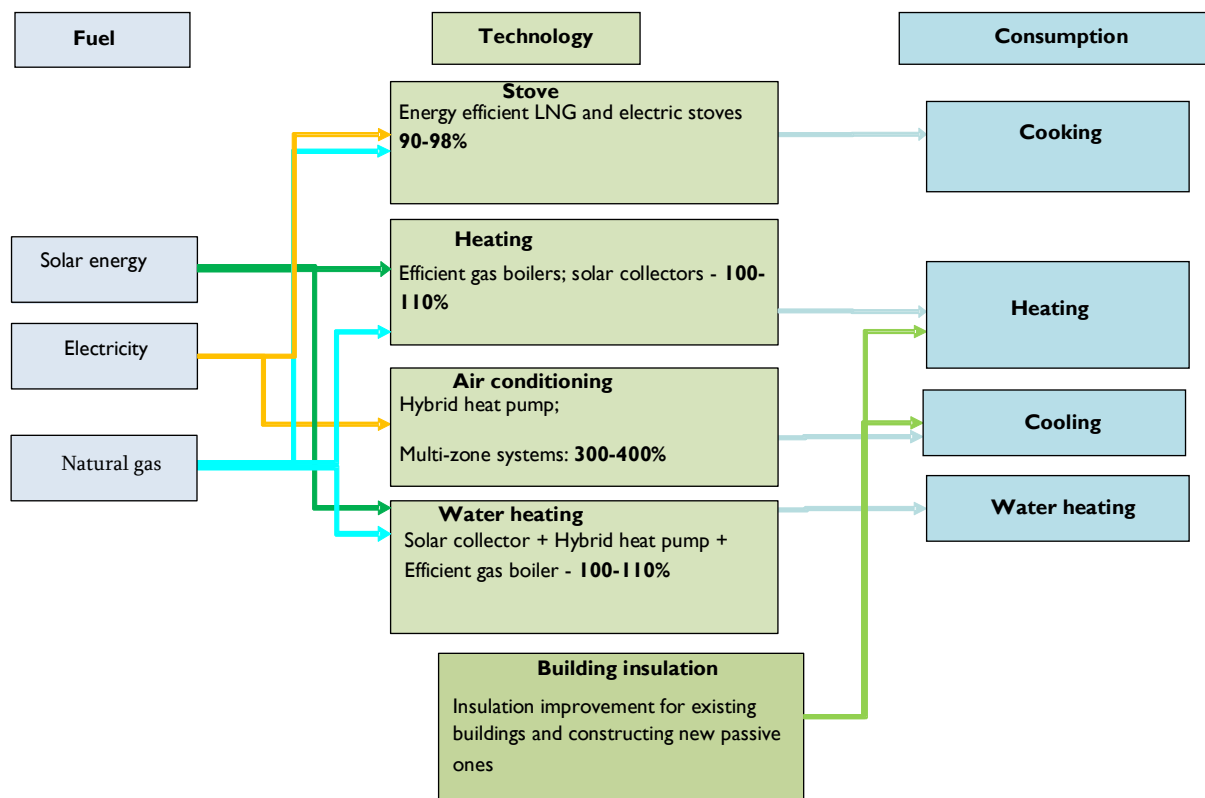 Fuel
Technology
Consumption
Stove
Energy efficient LNG and electric stoves
90-98%
Cooking
Solar energy
Heating
Efficient gas boilers; solar collectors - 100-
110%
Heating
Electricity
Air conditioning
Hybrid heat pump;
Multi-zone systems: 300-400%
Cooling
Natural gas
Water heating
Solar collector + Hybrid heat pump +
Efficient gas boiler - 100-110%
Water heating
Building insulation
Insulation improvement for existing
buildings and constructing new passive
ones